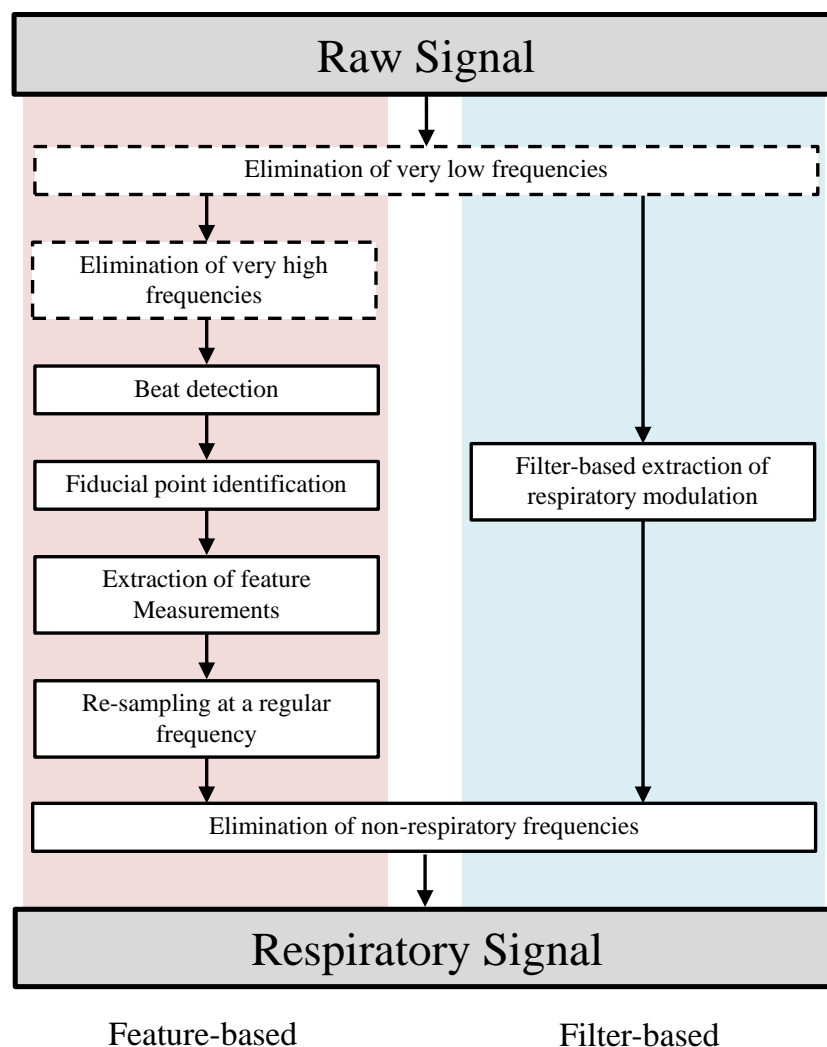 Raw Signal
Elimination of very low frequencies
Elimination of very high
frequencies
Beat detection
Fiducial point identification
Extraction of feature
Measurements
Re-sampling at a regular
frequency
Filter-based extraction of
respiratory modulation
Elimination of non-respiratory frequencies
Respiratory Signal
Feature-based
Filter-based